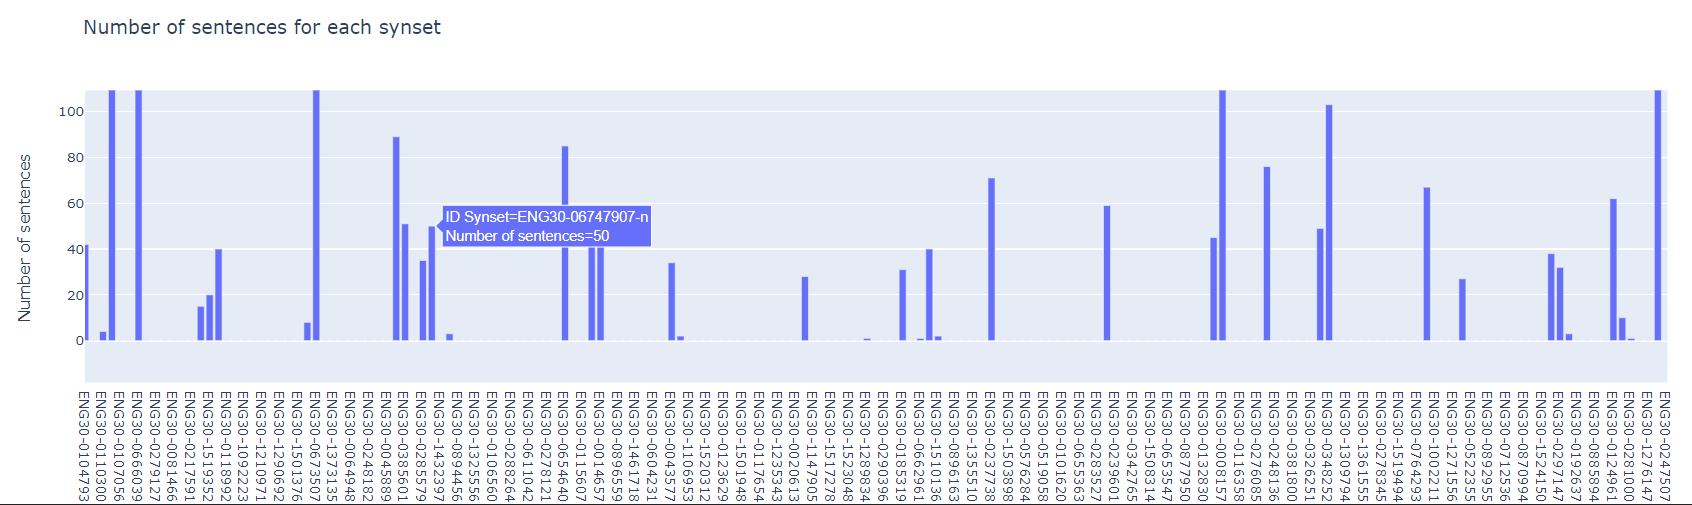 Number of sentences for each synset
Number of sentences
100
80
60
40
20
0
ID Synset=ENG30-06747907-n
Number of sentences=50
ENG30-0104793
ENG30-0110300
ENG30-0107056
ENG30-0666039
ENG30-0279127
ENG30-0081466
ENG30-0217591
ENG30-1519352
ENG30-0118992
ENG30-1092223
ENG30-1210971
ENG30-1290692
ENG30-1501376
ENG30-0673507
ENG30-1373135
ENG30-0064948
ENG30-0248182
ENG30-0045889
ENG30-0385601
ENG30-0285579
ENG30-1432397
ENG30-0894456
ENG30-1325556
ENG30-0106560
ENG30-0288264
ENG30-0611042
ENG30-0278121
ENG30-0654640
ENG30-0115607
ENG30-0014657
ENG30-0896559
ENG30-1461718
ENG30-0604231
ENG30-0043577
ENG30-1106953
ENG30-1520312
ENG30-0123629
ENG30-1501948
ENG30-0117654
ENG30-1235343
ENG30-0020613
ENG30-1147905
ENG30-1517278
ENG30-1523048
ENG30-1289834
ENG30-0290396
ENG30-0185319
ENG30-0662961
ENG30-1510136
ENG30-0896163
ENG30-1355510
ENG30-0237738
ENG30-1503898
ENG30-0576284
ENG30-0519058
ENG30-0101620
ENG30-0655363
ENG30-0283527
ENG30-0239601
ENG30-0342765
ENG30-1508314
ENG30-0653547
ENG30-0877950
ENG30-0132830
ENG30-0008157
ENG30-0116358
ENG30-0276085
ENG30-0248136
ENG30-0381800
ENG30-0326251
ENG30-0348252
ENG30-1309794
ENG30-1361555
ENG30-0278345
ENG30-1519494
ENG30-0764293
ENG30-1002211
ENG30-1271556
ENG30-0522355
ENG30-0892955
ENG30-0712536
ENG30-0870994
ENG30-1524150
ENG30-0297147
ENG30-0192637
ENG30-0885894
ENG30-0124961
ENG30-0281000
ENG30-1276147
ENG30-0247507